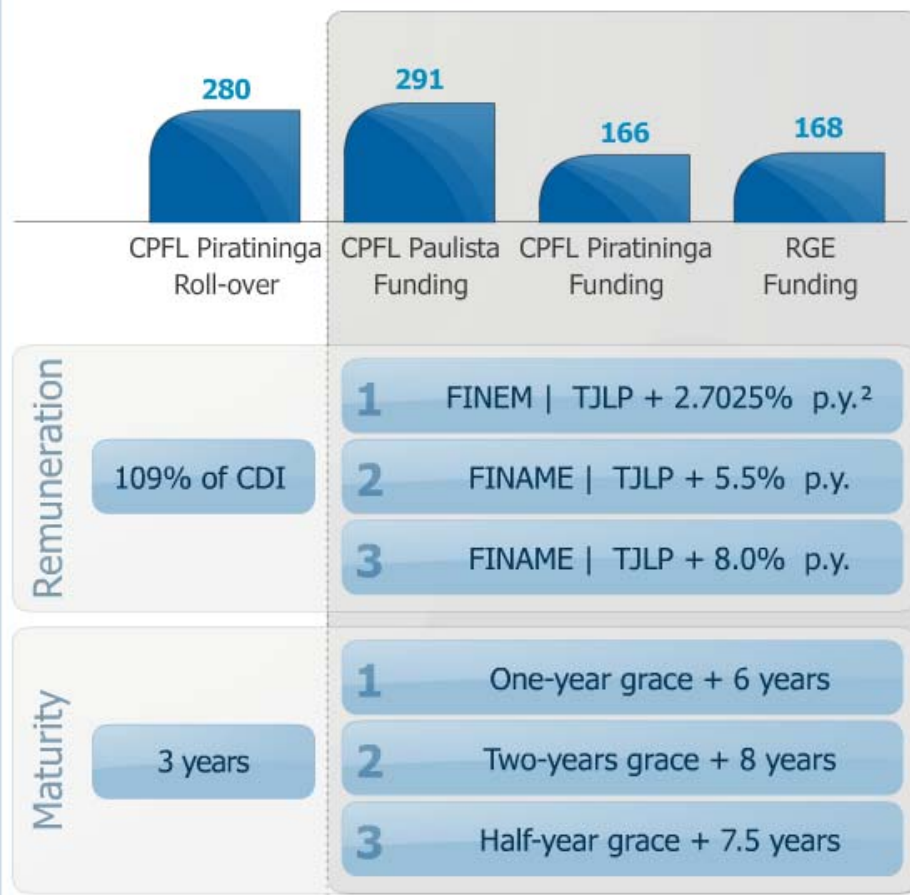 280
291
166
168
CPFL Piratininga
Roll-over
CPFL Paulista
Funding
CPFL Piratininga
Funding
RGE
Funding
Remuneration
109% of CDI
1 FINEM | TJLP + 2.7025% p.y.²
2 FINAME | TJLP + 5.5% p.y.
3 FINAME | TJLP + 8.0% p.y.
Maturity
3 years
1 One-year grace + 6 years
2 Two-years grace + 8 years
3 Half-year grace + 7.5 years